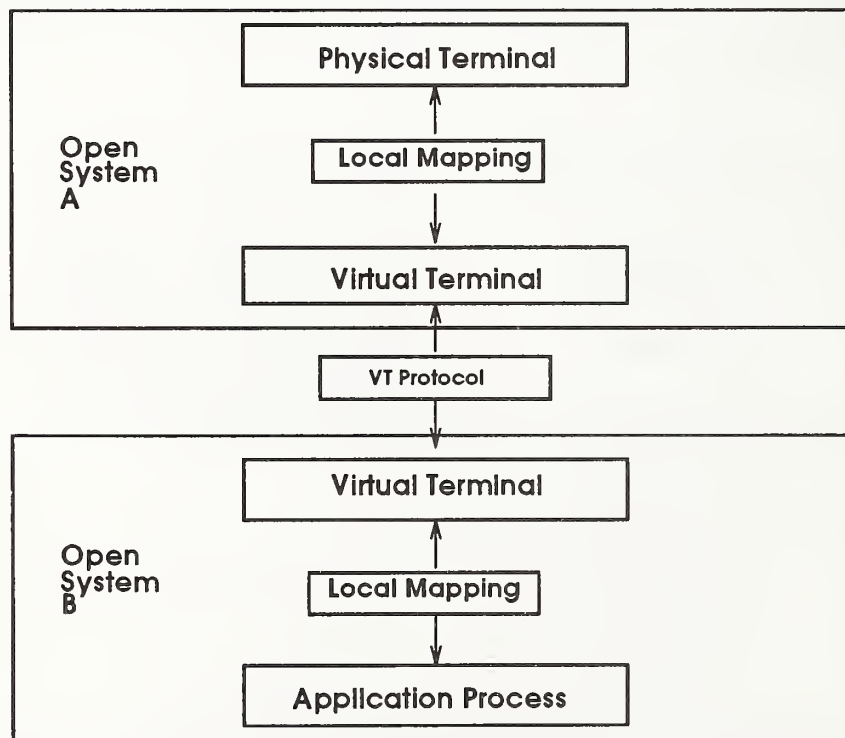 Physical Terminal
Open
System
A
Local Mapping
Virtual Terminal
VT Protocol
Virtual Terminal
Open
System
B
Local Mapping
Application Process